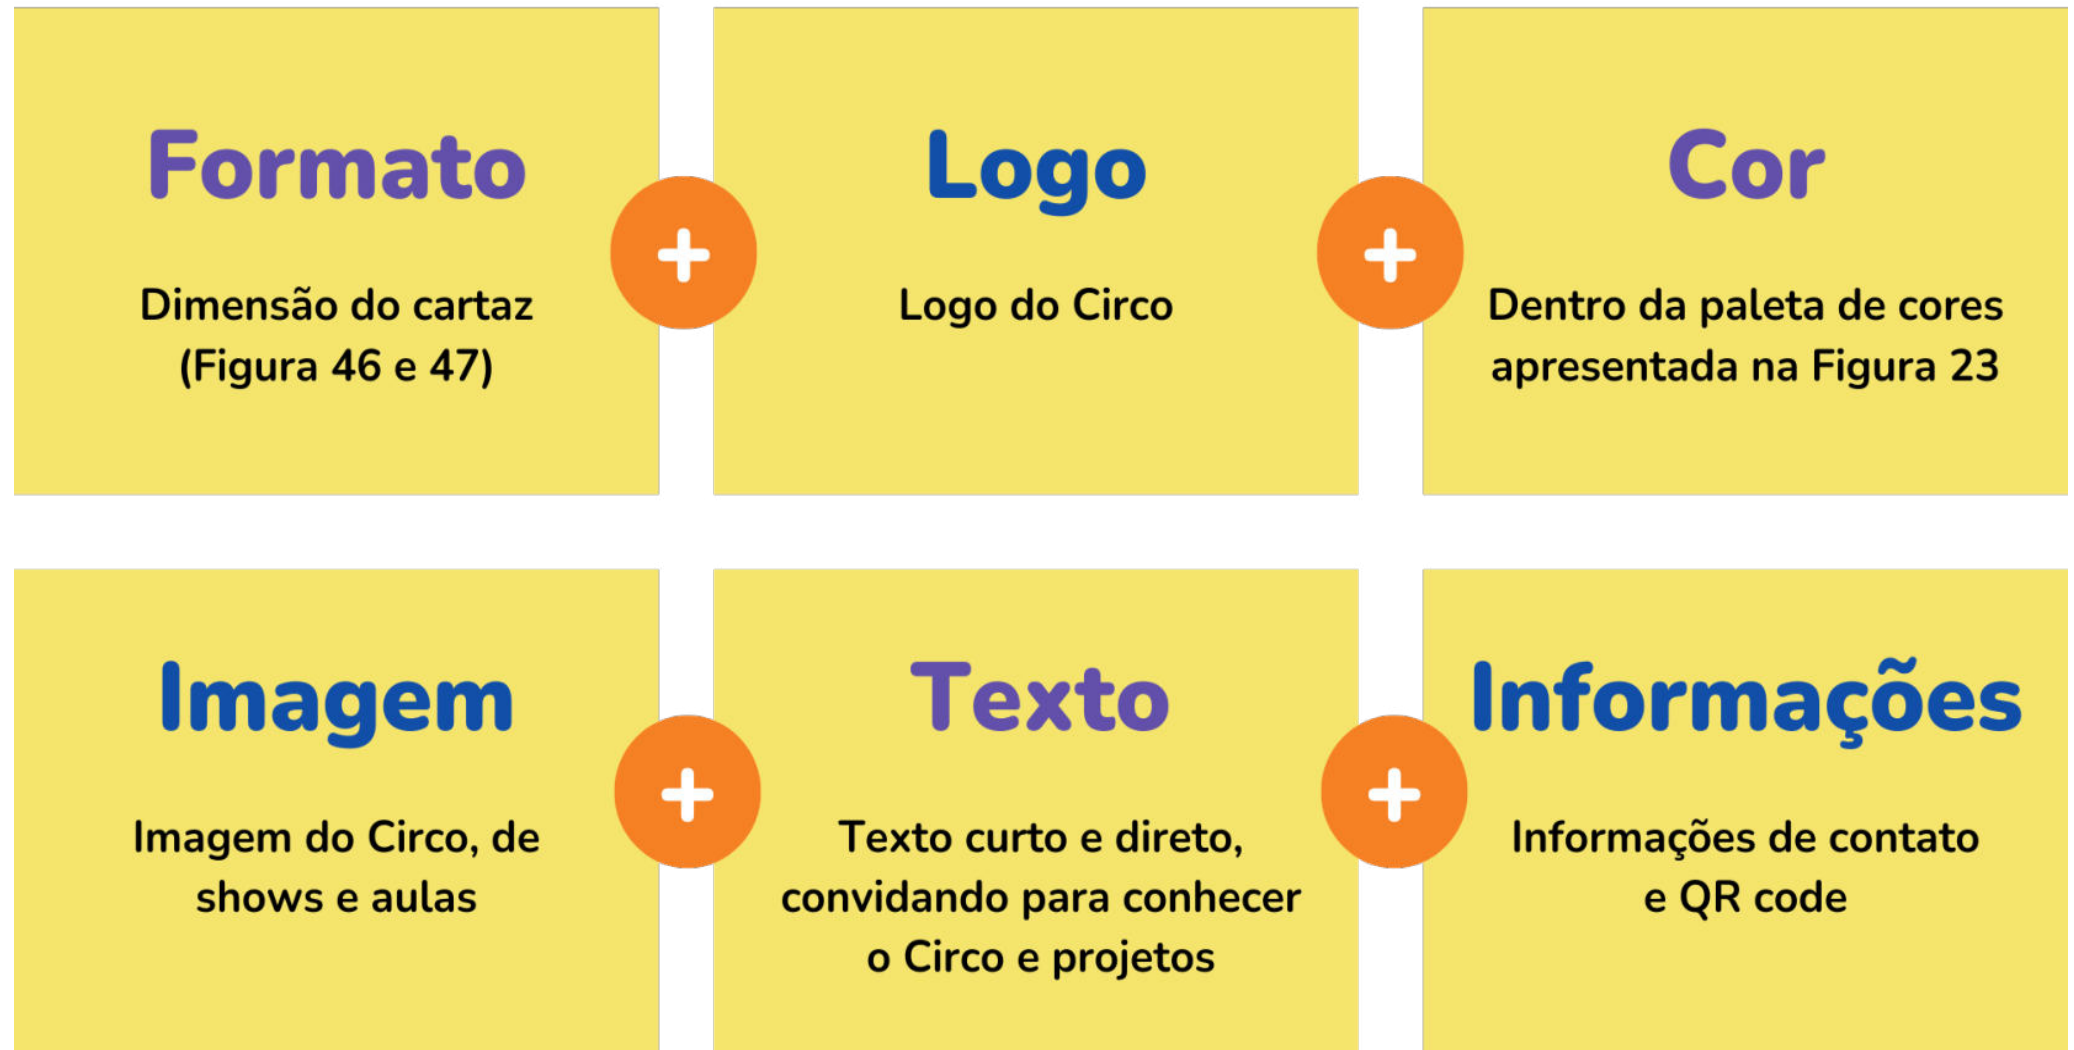 Formato
Dimensão do cartaz
(Figura 46 e 47)
+
Logo
Logo do Circo
+
Cor
Dentro da paleta de cores
apresentada na Figura 23
Imagem
Imagem do Circo, de
shows e aulas
+
Texto
Texto curto e direto,
convidando para conhecer
o Circo e projetos
+
Informações
Informações de contato
e QR code